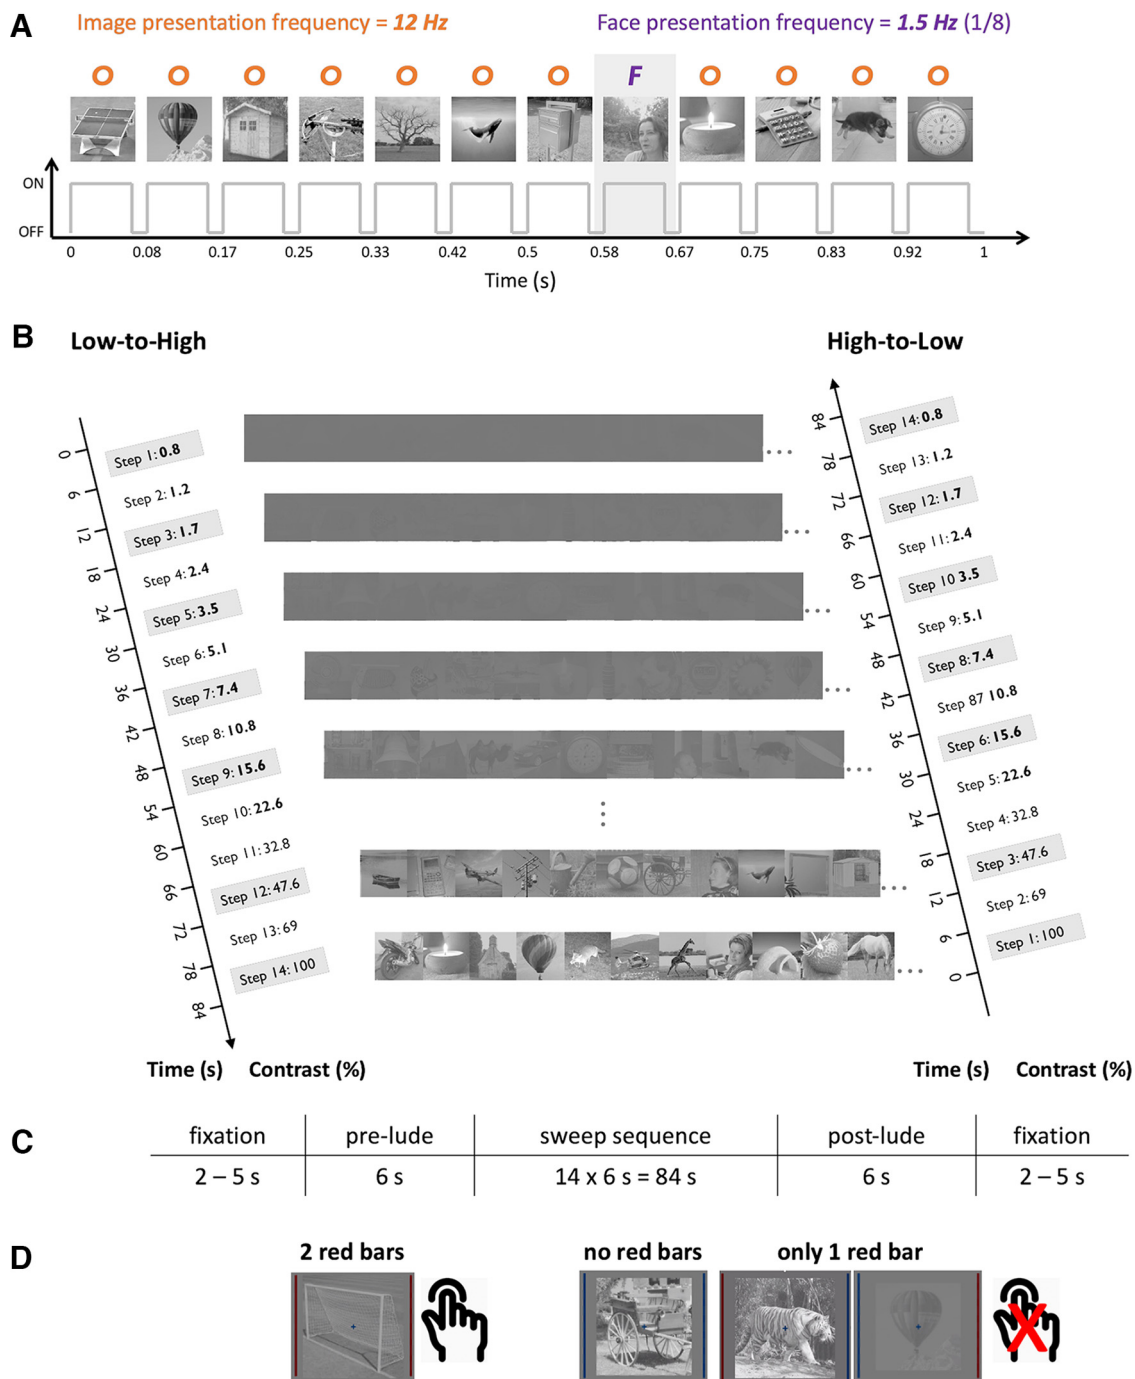 A
Image presentation frequency = 12 Hz
Face presentation frequency = 1.5 Hz (1/8)
O O O O O O O F O O O O
ON
OFF
0 0.08 0.17 0.25 0.33 0.42 0.5 0.58 0.67 0.75 0.83 0.92 1
Time (s)
B
Low-to-High
0
6
12
18
24
30
36
42
48
54
60
66
72
78
84
Step 1: 0.8
Step 2: 1.2
Step 3: 1.7
Step 4: 2.4
Step 5: 3.5
Step 6: 5.1
Step 7: 7.4
Step 8: 10.8
Step 9: 15.6
Step 10: 22.6
Step 11: 32.8
Step 12: 47.6
Step 13: 69
Step 14: 100
Time (s) Contrast (%)
High-to-Low
84
78
72
66
60
54
48
42
36
30
24
18
12
6
0
Step 14: 0.8
Step 13: 1.2
Step 12: 1.7
Step 11: 2.4
Step 10 3.5
Step 9: 5.1
Step 8: 7.4
Step 87 10.8
Step 6: 15.6
Step 5: 22.6
Step 4: 32.8
Step 3: 47.6
Step 2: 69
Step 1: 100
Time (s) Contrast (%)
C
fixation pre-lude sweep sequence post-lude fixation
2 – 5 s 6 s 14 x 6 s = 84 s 6 s 2 – 5 s
D
2 red bars no red bars only 1 red bar
X